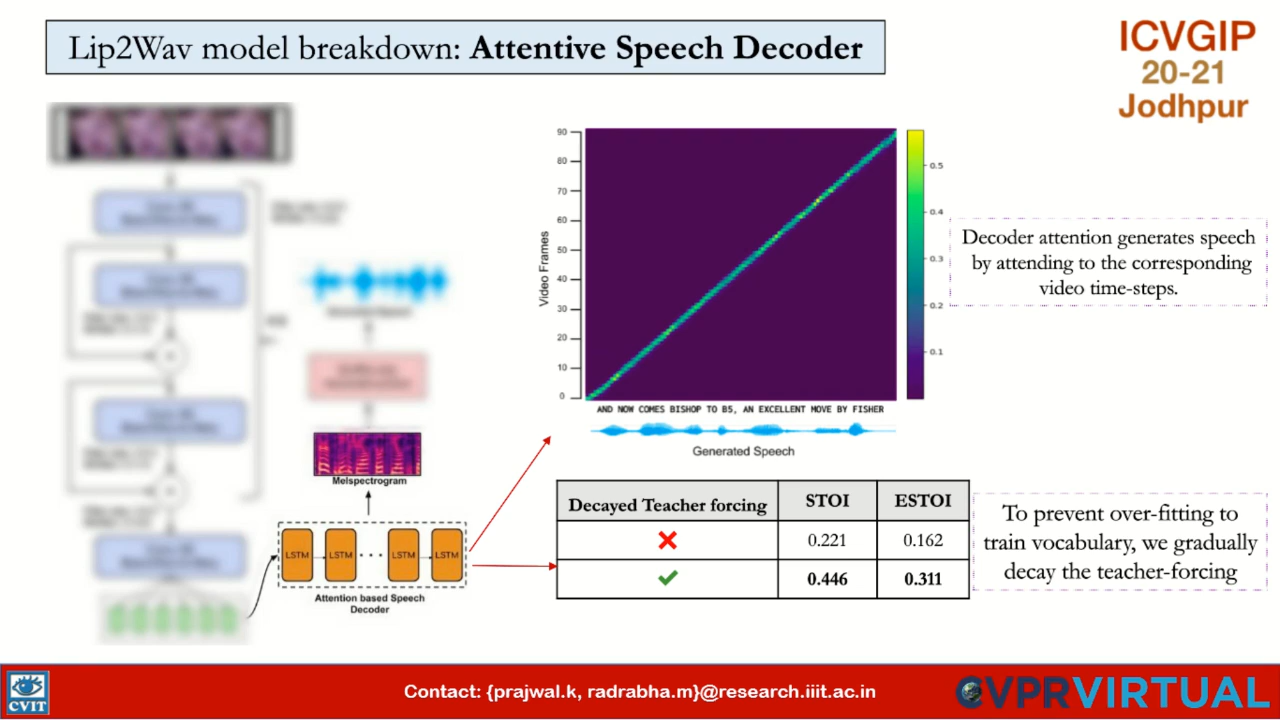 Lip2Wav model breakdown: Attentive Speech Decoder
ICVGIP
20-21
Jodhpur
Melspectrogram
LSTM
LSTM
LSTM
LSTM
Attention based Speech
Decoder
Video Frames
90
80
70
60
50
40
30
20
10
0
0.5
0.4
0.3
0.2
0.1
AND NOW COMES BISHOP TO B5, AN EXCELLENT MOVE BY FISHER
Generated Speech
Decoder attention generates speech
by attending to the corresponding
video time-steps.
Decayed Teacher forcing STOI ESTOI
0.221 0.162
0.446 0.311
To prevent over-fitting to
train vocabulary, we gradually
decay the teacher-forcing
CVIT
Contact: {prajwal.k, radrabha.m}@research.iiit.ac.in
CVPRVIRTUAL